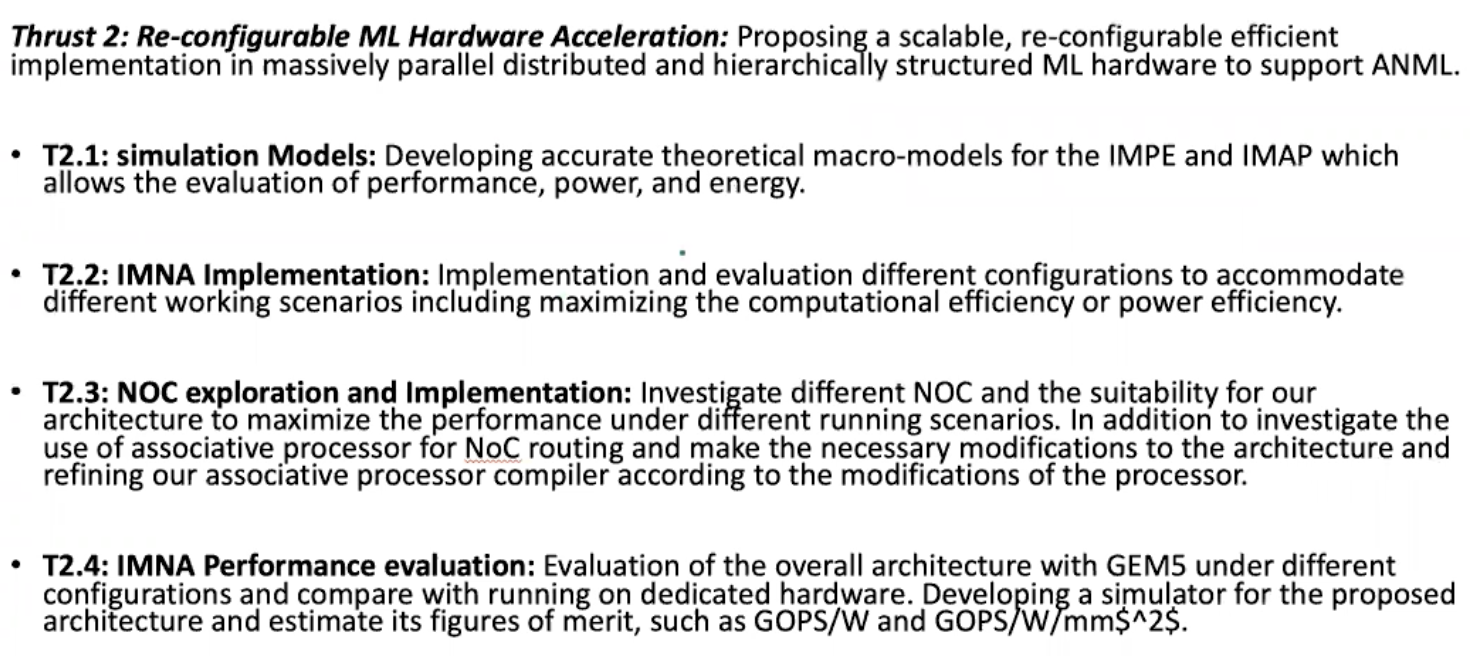 Thrust 2: Re-configurable ML Hardware Acceleration: Proposing a scalable, re-configurable efficient
implementation in massively parallel distributed and hierarchically structured ML hardware to support ANML.
• T2.1: simulation Models: Developing accurate theoretical macro-models for the IMPE and IMAP which
allows the evaluation of performance, power, and energy.
• T2.2: IMNA Implementation: Implementation and evaluation different configurations to accommodate
different working scenarios including maximizing the computational efficiency or power efficiency.
• T2.3: NOC exploration and Implementation: Investigate different NOC and the suitability for our
architecture to maximize the performance under different running scenarios. In addition to investigate the
use of associative processor for NoC routing and make the necessary modifications to the architecture and
refining our associative processor compiler according to the modifications of the processor.
• T2.4: IMNA Performance evaluation: Evaluation of the overall architecture with GEM5 under different
configurations and compare with running on dedicated hardware. Developing a simulator for the proposed
architecture and estimate its figures of merit, such as GOPS/W and GOPS/W/mm$^2$.